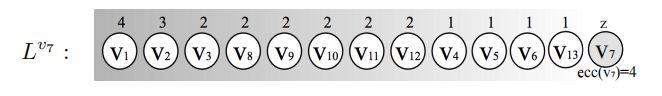 4 3 2 2 2 2 2 2 1 1 1 1 z
L^{v_7} : v₁ v₂ v₃ v₈ v₉ v₁₀ v₁₁ v₁₂ v₄ v₅ v₆ v₁₃ v₇
ecc(v₇)=4